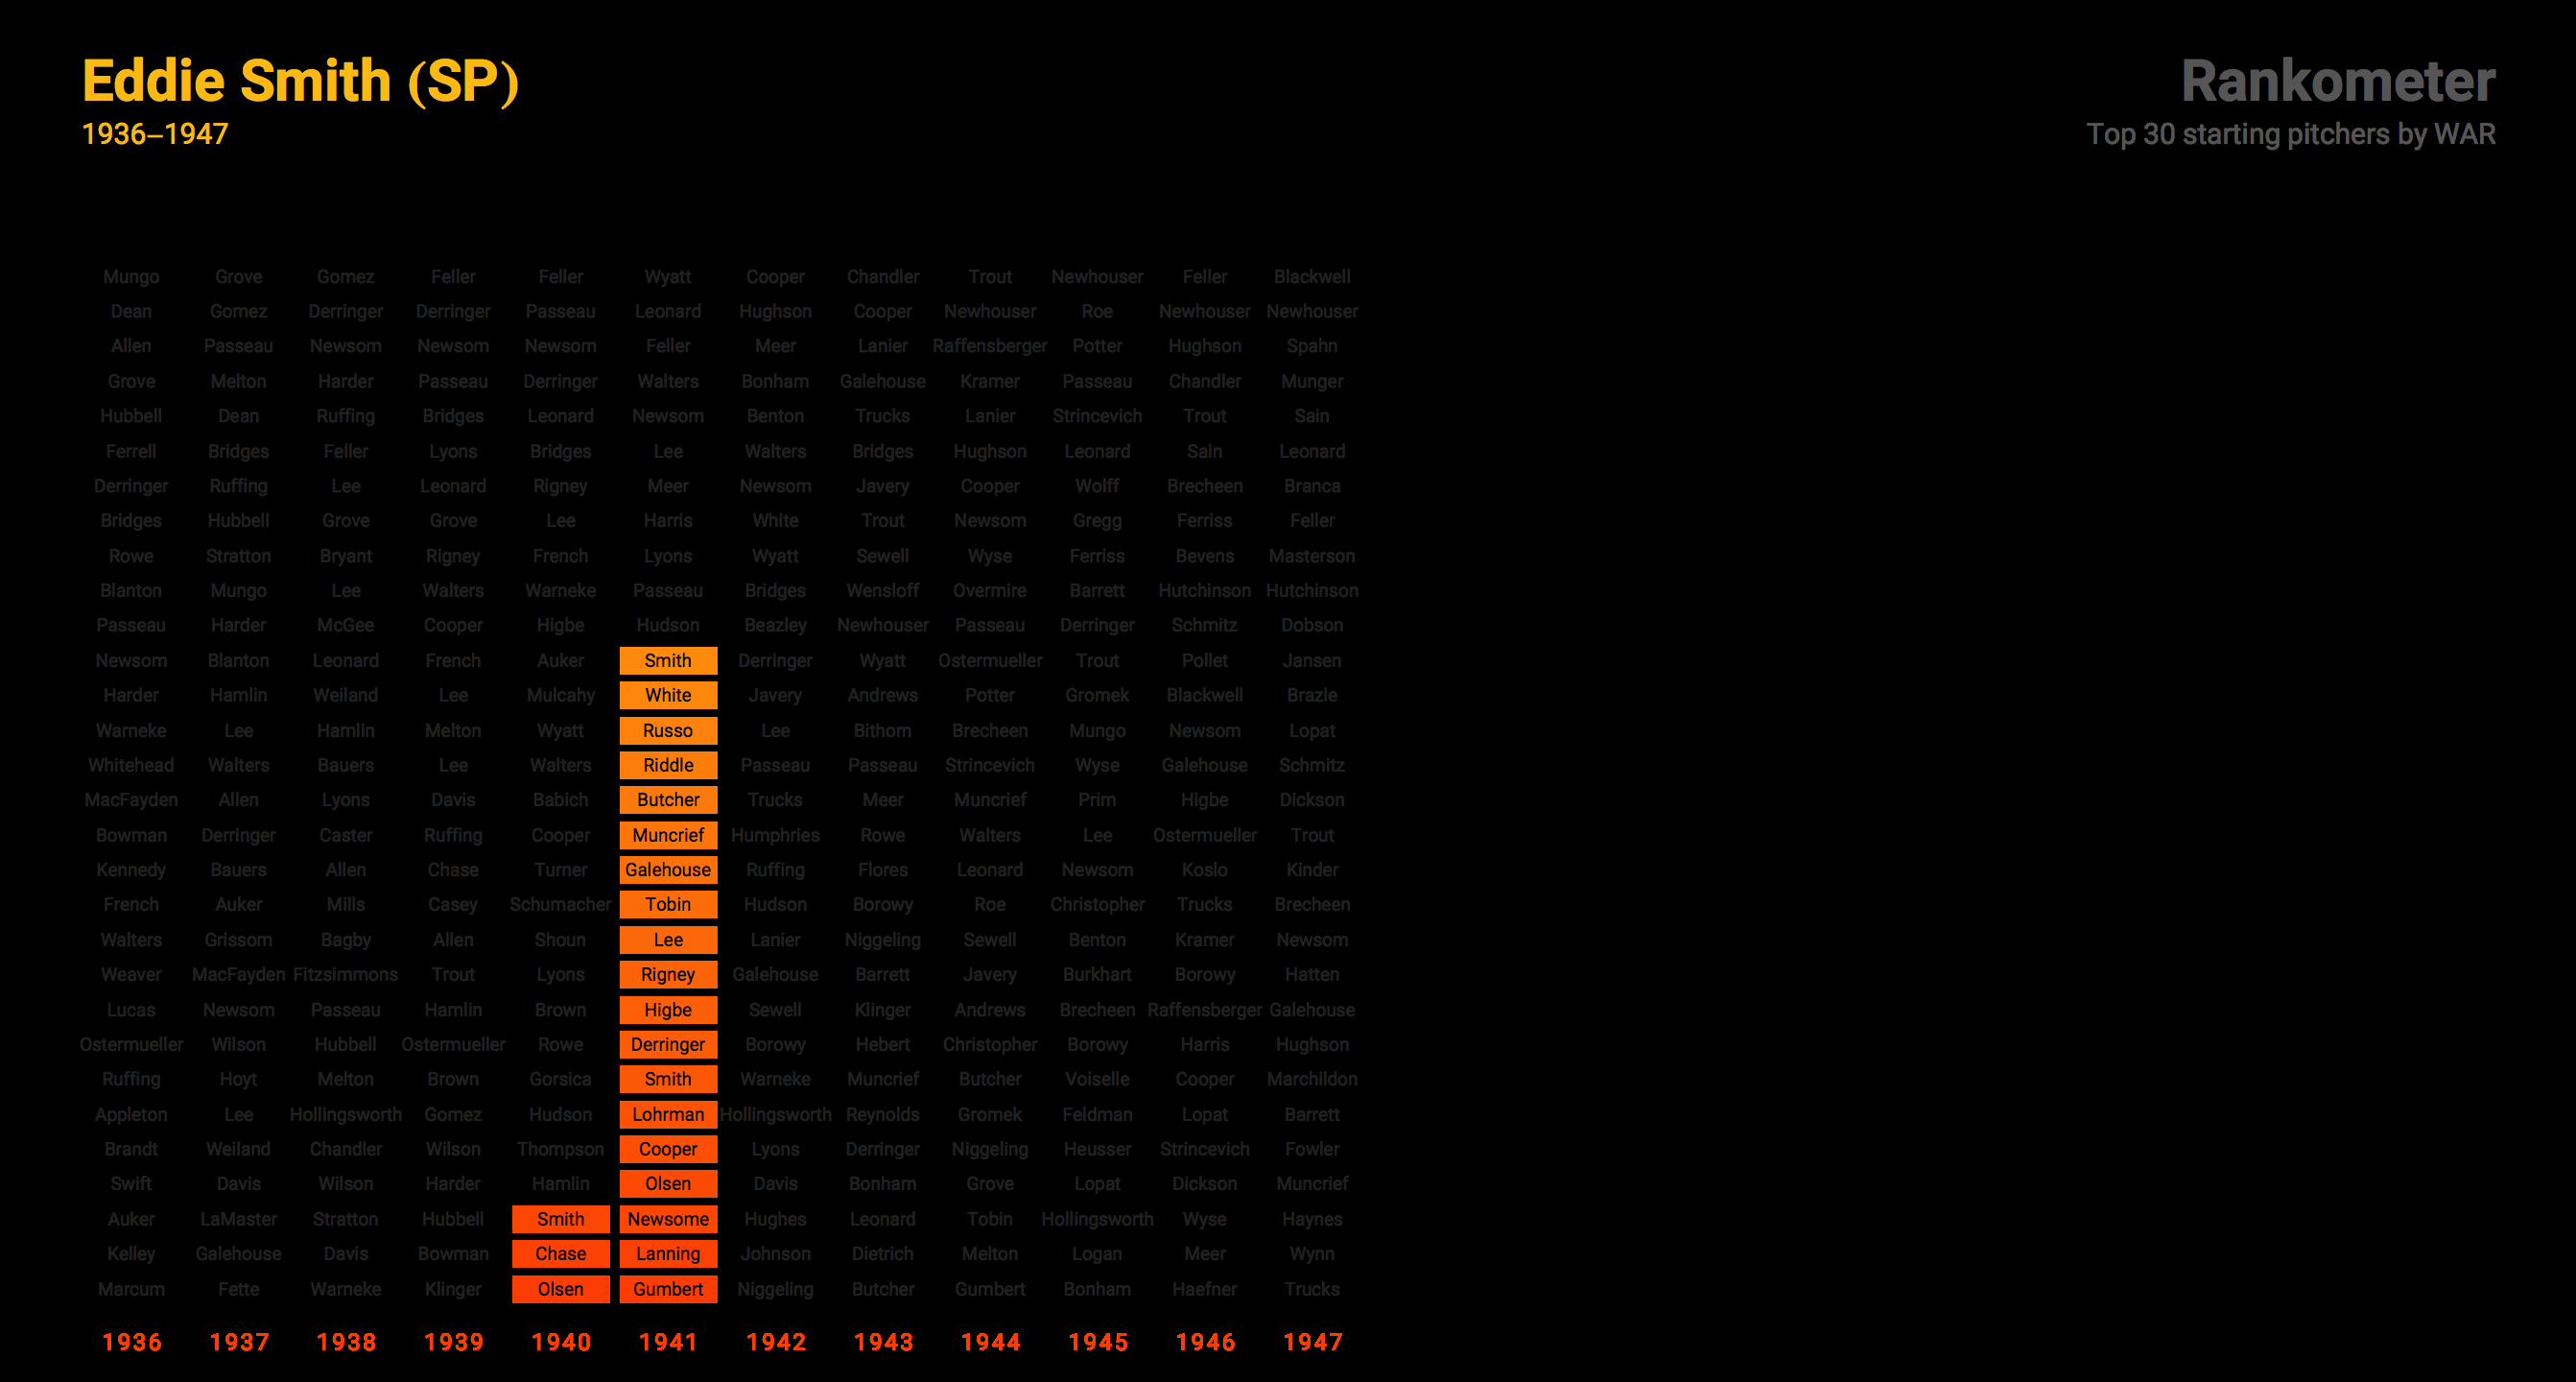 Eddie Smith (SP)
1936–1947
Rankometer
Top 30 starting pitchers by WAR
Mungo Grove Gomez Feller Feller Wyatt Cooper Chandler Trout Newhouser Feller Blackwell
Dean Gomez Derringer Derringer Passeau Leonard Hughson Cooper Newhouser Roe Newhouser Newhouser
Allen Passeau Newsom Newsom Newsom Feller Meer Lanier Raffensberger Potter Hughson Spahn
Grove Melton Harder Passeau Derringer Walters Bonham Galehouse Kramer Passeau Chandler Munger
Hubbell Dean Ruffing Bridges Leonard Newsom Benton Trucks Lanier Strincevich Trout Sain
Ferrell Bridges Feller Lyons Bridges Lee Walters Bridges Hughson Leonard Sain Leonard
Derringer Ruffing Lee Leonard Rigney Meer Newsom Javery Cooper Wolff Brecheen Branca
Bridges Hubbell Grove Grove Lee Harris White Trout Newsom Gregg Ferriss Feller
Rowe Stratton Bryant Rigney French Lyons Wyatt Sewell Wyse Ferriss Bevens Masterson
Blanton Mungo Lee Walters Warneke Passeau Bridges Wensloff Overmire Barrett Hutchinson Hutchinson
Passeau Harder McGee Cooper Higbe Hudson Beazley Newhouser Passeau Derringer Schmitz Dobson
Newsom Blanton Leonard French Auker Smith Derringer Wyatt Ostermueller Trout Pollet Jansen
Harder Hamlin Weiland Lee Mulcahy White Javery Andrews Potter Gromek Blackwell Brazle
Warneke Lee Hamlin Melton Wyatt Russo Lee Bithorn Brecheen Mungo Newsom Lopat
Whitehead Walters Bauers Lee Walters Riddle Passeau Passeau Strincevich Wyse Galehouse Schmitz
MacFayden Allen Lyons Davis Babich Butcher Trucks Meer Muncrief Prim Higbe Dickson
Bowman Derringer Caster Ruffing Cooper Muncrief Humphries Rowe Walters Lee Ostermueller Trout
Kennedy Bauers Allen Chase Turner Galehouse Ruffing Flores Leonard Newsom Koslo Kinder
French Auker Mills Casey Schumacher Tobin Hudson Borowy Roe Christopher Trucks Brecheen
Walters Grissom Bagby Allen Shoun Lee Lanier Niggeling Sewell Benton Kramer Newsom
Weaver MacFayden Fitzsimmons Trout Lyons Rigney Galehouse Barrett Javery Burkhart Borowy Hatten
Lucas Newsom Passeau Hamlin Brown Higbe Sewell Klinger Andrews Brecheen Raffensberger Galehouse
Ostermueller Wilson Hubbell Ostermueller Rowe Derringer Borowy Hebert Christopher Borowy Harris Hughson
Ruffing Hoyt Melton Brown Gorsica Smith Warneke Muncrief Butcher Voiselle Cooper Marchildon
Appleton Lee Hollingsworth Gomez Hudson Lohrman Hollingsworth Reynolds Gromek Feldman Lopat Barrett
Brandt Weiland Chandler Wilson Thompson Cooper Lyons Derringer Niggeling Heusser Strincevich Fowler
Swift Davis Wilson Harder Hamlin Olsen Davis Bonham Grove Lopat Dickson Muncrief
Auker LaMaster Stratton Hubbell Smith Newsome Hughes Leonard Tobin Hollingsworth Wyse Haynes
Kelley Galehouse Davis Bowman Chase Lanning Johnson Dietrich Melton Logan Meer Wynn
Marcum Fette Warneke Klinger Olsen Gumbert Niggeling Butcher Gumbert Bonham Haefner Trucks
1936 1937 1938 1939 1940 1941 1942 1943 1944 1945 1946 1947